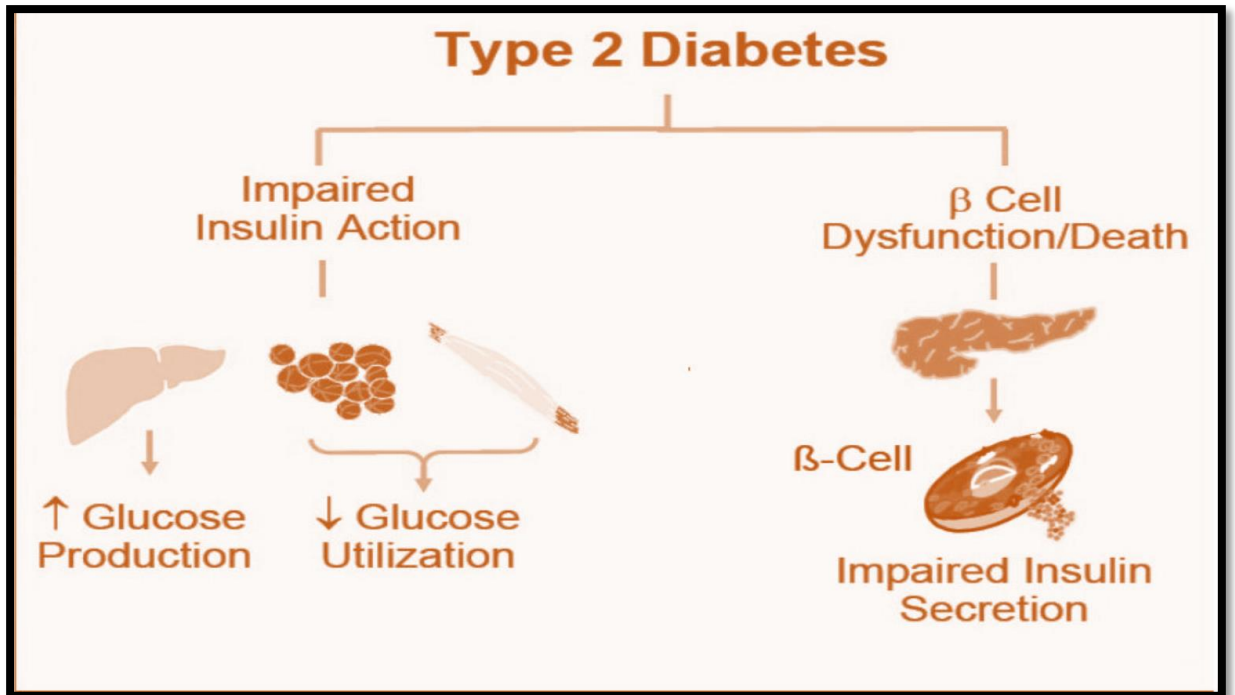 Type 2 Diabetes
Impaired
Insulin Action
β Cell
Dysfunction/Death
↑ Glucose
Production
↓ Glucose
Utilization
ß-Cell
Impaired Insulin
Secretion